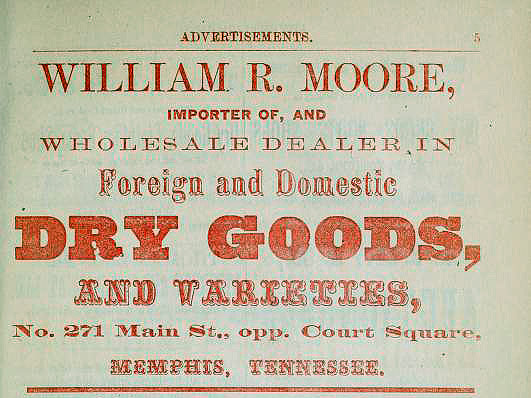 ADVERTISEMENTS. 5
WILLIAM R. MOORE,
IMPORTER OF, AND
WHOLESALE DEALER IN
Foreign and Domestic
DRY GOODS,
AND VARIETIES,
No. 271 Main St., opp. Court Square,
MEMPHIS, TENNESSEE.